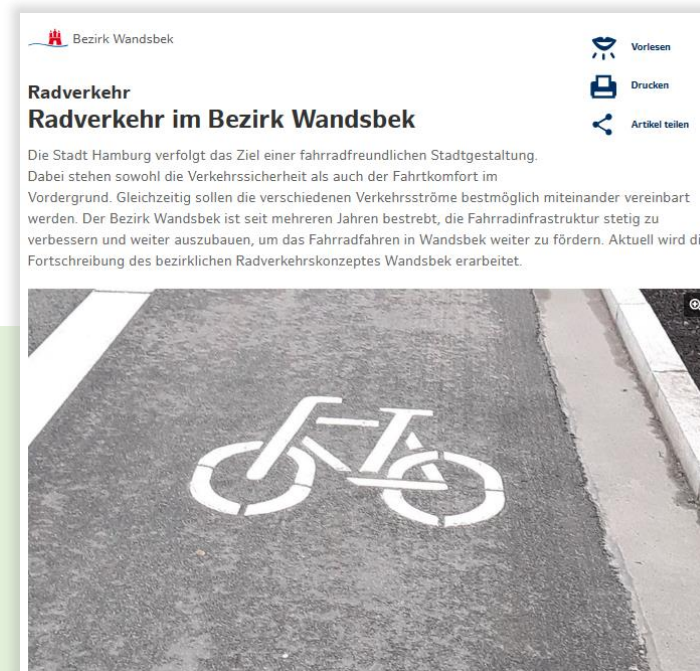 Bezirk Wandsbek
Vorlesen
Drucken
Artikel teilen
Radverkehr
Radverkehr im Bezirk Wandsbek
Die Stadt Hamburg verfolgt das Ziel einer fahrradfreundlichen Stadtgestaltung.
Dabei stehen sowohl die Verkehrssicherheit als auch der Fahrtkomfort im
Vordergrund. Gleichzeitig sollen die verschiedenen Verkehrsströme bestmöglich miteinander vereinbart
werden. Der Bezirk Wandsbek ist seit mehreren Jahren bestrebt, die Fahrradinfrastruktur stetig zu
verbessern und weiter auszubauen, um das Fahrradfahren in Wandsbek weiter zu fördern. Aktuell wird
Fortschreibung des bezirklichen Radverkehrskonzeptes Wandsbek erarbeitet.